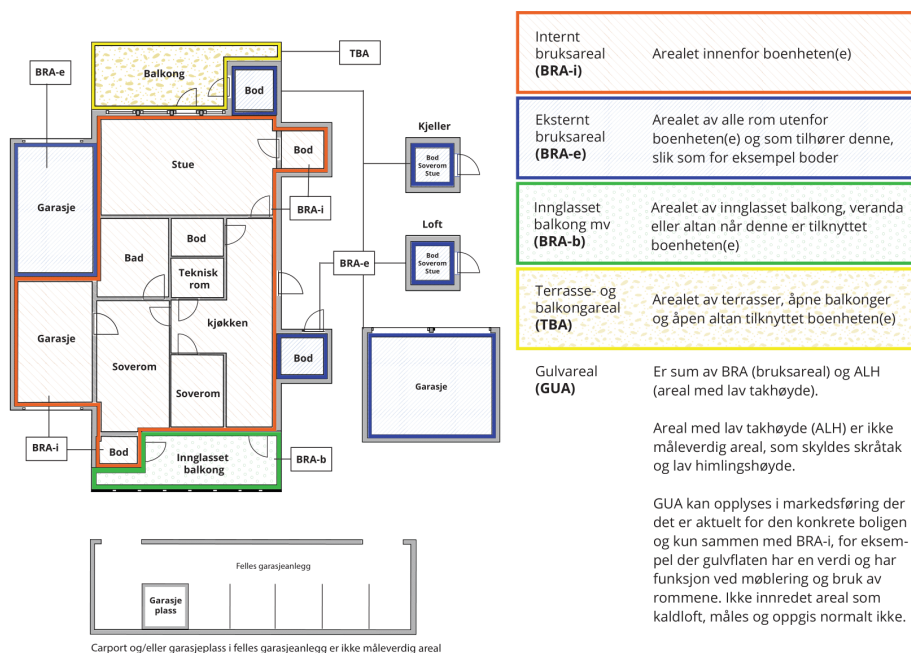 TBA
BRA-e
Balkong
Bod
Kjeller
Bod
Soverom
Stue
Stue
Bod
BRA-i
Garasje
Bad
Bod
Teknisk
rom
Loft
Bod
Soverom
Stue
BRA-e
kjøkken
Garasje
Soverom
Soverom
Bod
Garasje
BRA-i
Bod
Innglasset
balkong
BRA-b
Felles garasjeanlegg
Garasje
plass
Carport og/eller garasjeplass i felles garasjeanlegg er ikke måleverdig areal
Internt
bruksareal
(BRA-i)
Arealet innenfor boenheten(e)
Eksternt
bruksareal
(BRA-e)
Arealet av alle rom utenfor
boenheten(e) og som tilhører denne,
slik som for eksempel boder
Innglasset
balkong mv
(BRA-b)
Arealet av innglasset balkong, veranda
eller altan når denne er tilknyttet
boenheten(e)
Terrasse- og
balkongareal
(TBA)
Arealet av terrasser, åpne balkonger
og åpen altan tilknyttet boenheten(e)
Gulvareal
(GUA)
Er sum av BRA (bruksareal) og ALH
(areal med lav takhøyde).
Areal med lav takhøyde (ALH) er ikke
måleverdig areal, som skyldes skråtak
og lav himlingshøyde.
GUA kan opplyses i markedsføring der
det er aktuelt for den konkrete boligen
og kun sammen med BRA-i, for eksem-
pel der gulvflaten har en verdi og har
funksjon ved møblering og bruk av
rommene. Ikke innredet areal som
kaldloft, måles og oppgis normalt ikke.